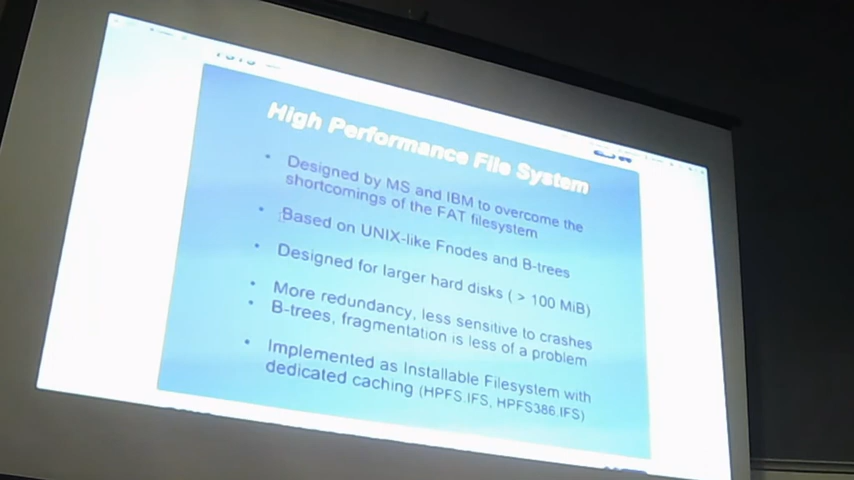 High Performance File System
• Designed by MS and IBM to overcome the
shortcomings of the FAT filesystem
• Based on UNIX-like Fnodes and B-trees
• Designed for larger hard disks ( > 100 MiB)
• More redundancy, less sensitive to crashes
• B-trees, fragmentation is less of a problem
• Implemented as Installable Filesystem with
dedicated caching (HPFS.IFS, HPFS386.IFS)